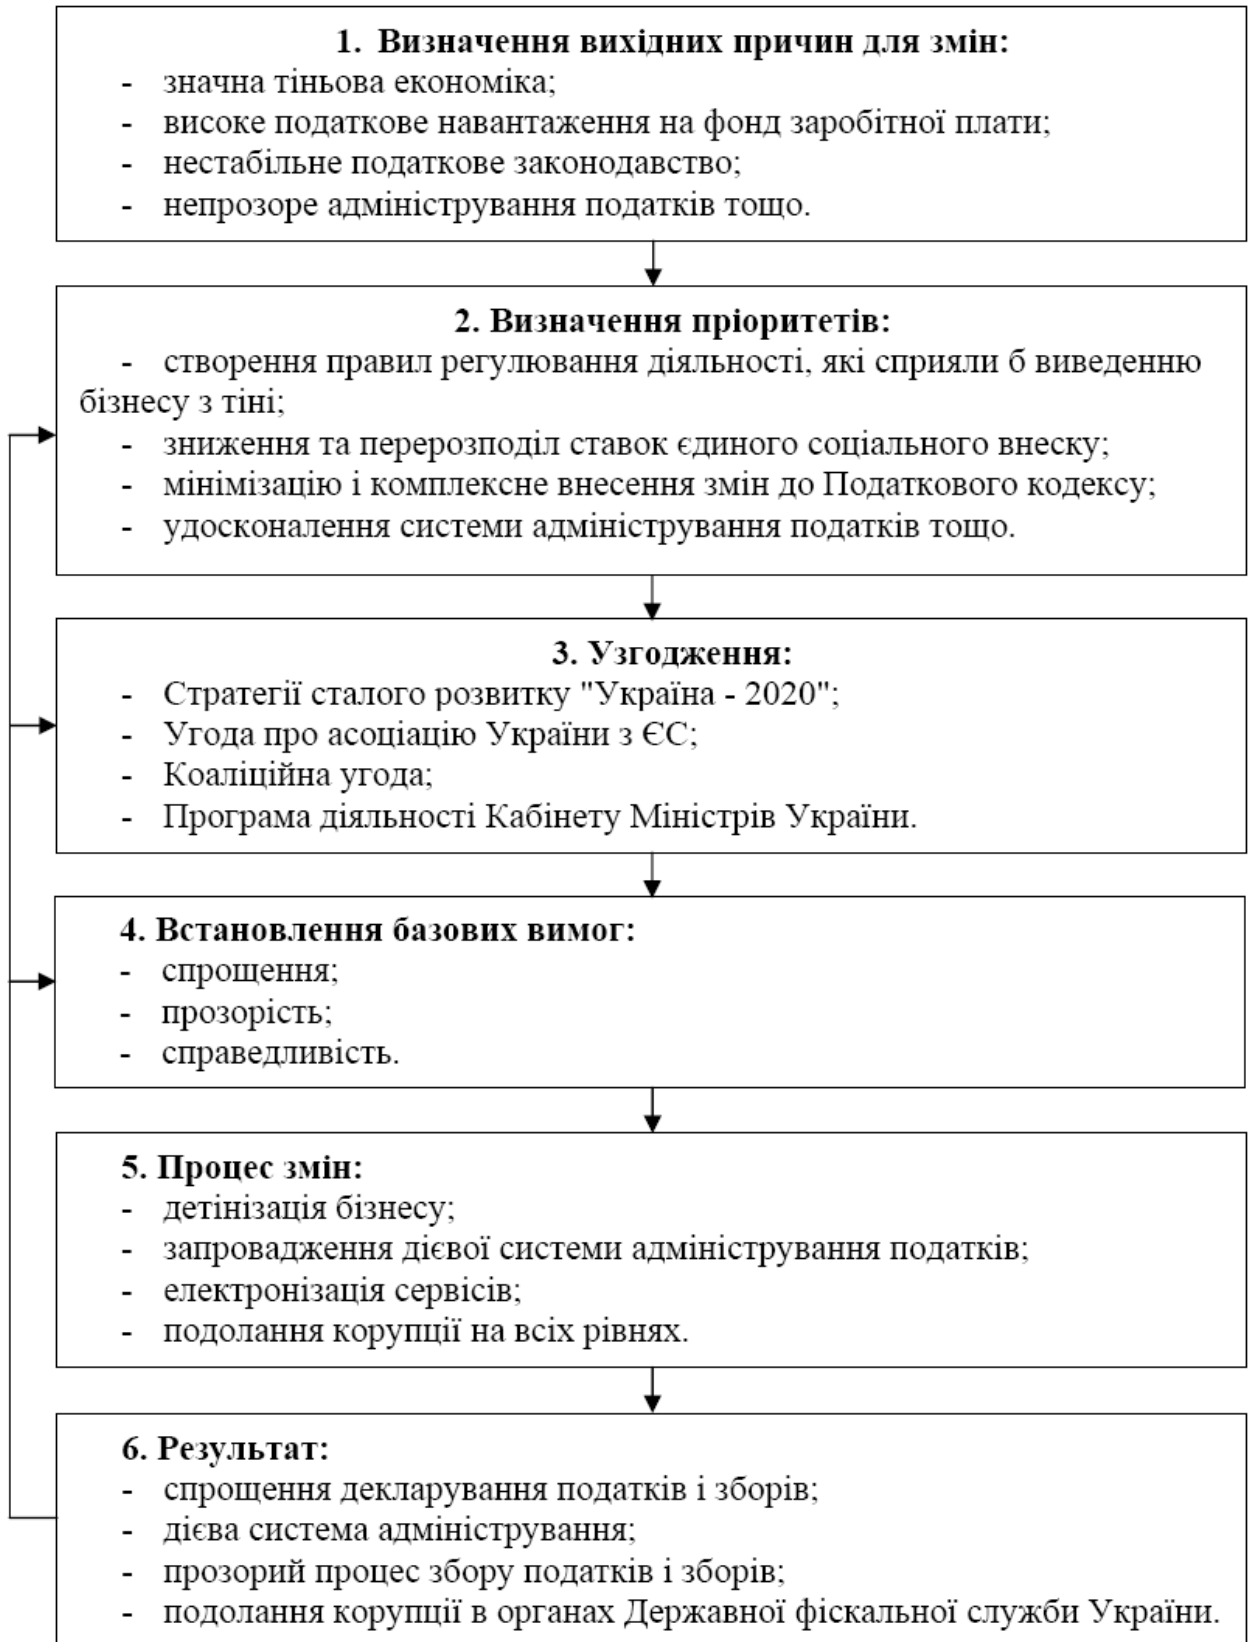 1. Визначення вихідних причин для змін:
- значна тіньова економіка;
- високе податкове навантаження на фонд заробітної плати;
- нестабільне податкове законодавство;
- непрозоре адміністрування податків тощо.
2. Визначення пріоритетів:
- створення правил регулювання діяльності, які сприяли б виведенню
бізнесу з тіні;
- зниження та перерозподіл ставок єдиного соціального внеску;
- мінімізацію і комплексне внесення змін до Податкового кодексу;
- удосконалення системи адміністрування податків тощо.
3. Узгодження:
- Стратегії сталого розвитку "Україна - 2020";
- Угода про асоціацію України з ЄС;
- Коаліційна угода;
- Програма діяльності Кабінету Міністрів України.
4. Встановлення базових вимог:
- спрощення;
- прозорість;
- справедливість.
5. Процес змін:
- детінізація бізнесу;
- запровадження дієвої системи адміністрування податків;
- електронізація сервісів;
- подолання корупції на всіх рівнях.
6. Результат:
- спрощення декларування податків і зборів;
- дієва система адміністрування;
- прозорий процес збору податків і зборів;
- подолання корупції в органах Державної фіскальної служби України.